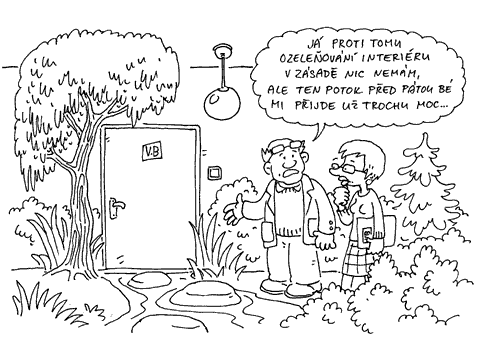 JÁ PROTI TOMU
OZELEŇOVÁNÍ INTERIÉRU
V ZÁSADĚ NIC NEMÁM,
ALE TEN POTOK PŘED PÁTOU BÉ
MI PŘIJDE UŽ TROCHU MOC...
V.B